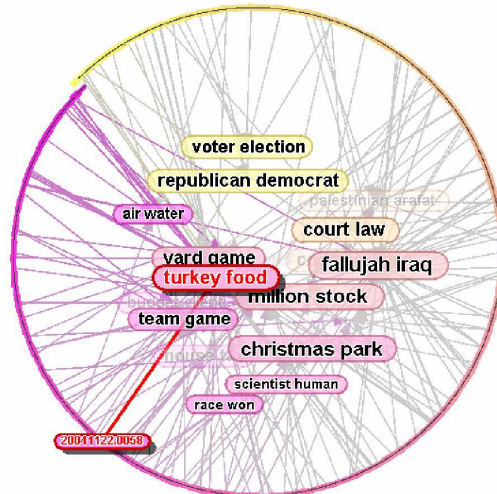 voter election
republican democrat
palestinian arafat
air water
court law
yard game
fallujah iraq
turkey food
million stock
team game
christmas park
scientist human
race won
20041122.0058